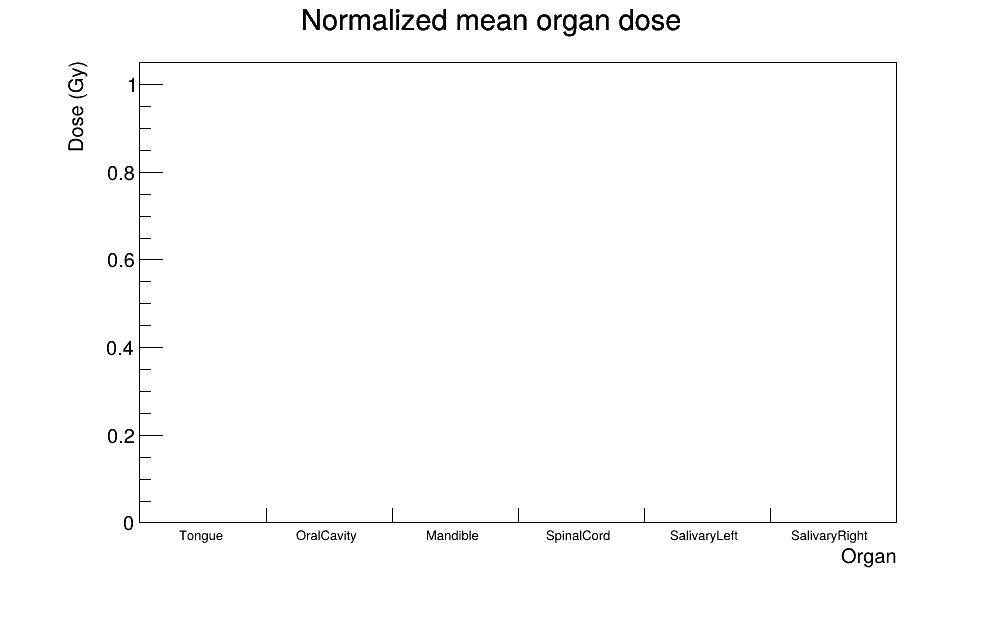 Normalized mean organ dose
Dose (Gy)
1
0.8
0.6
0.4
0.2
0
Tongue OralCavity Mandible SpinalCord SalivaryLeft SalivaryRight
Organ